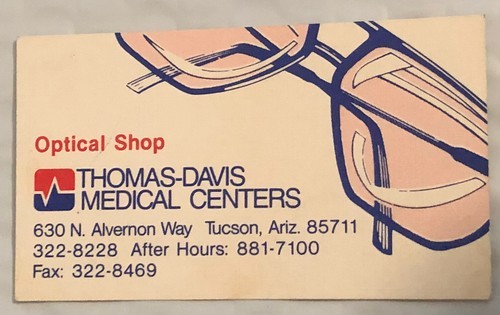 Optical Shop
THOMAS-DAVIS
MEDICAL CENTERS
630 N. Alvernon Way Tucson, Ariz. 85711
322-8228 After Hours: 881-7100
Fax: 322-8469